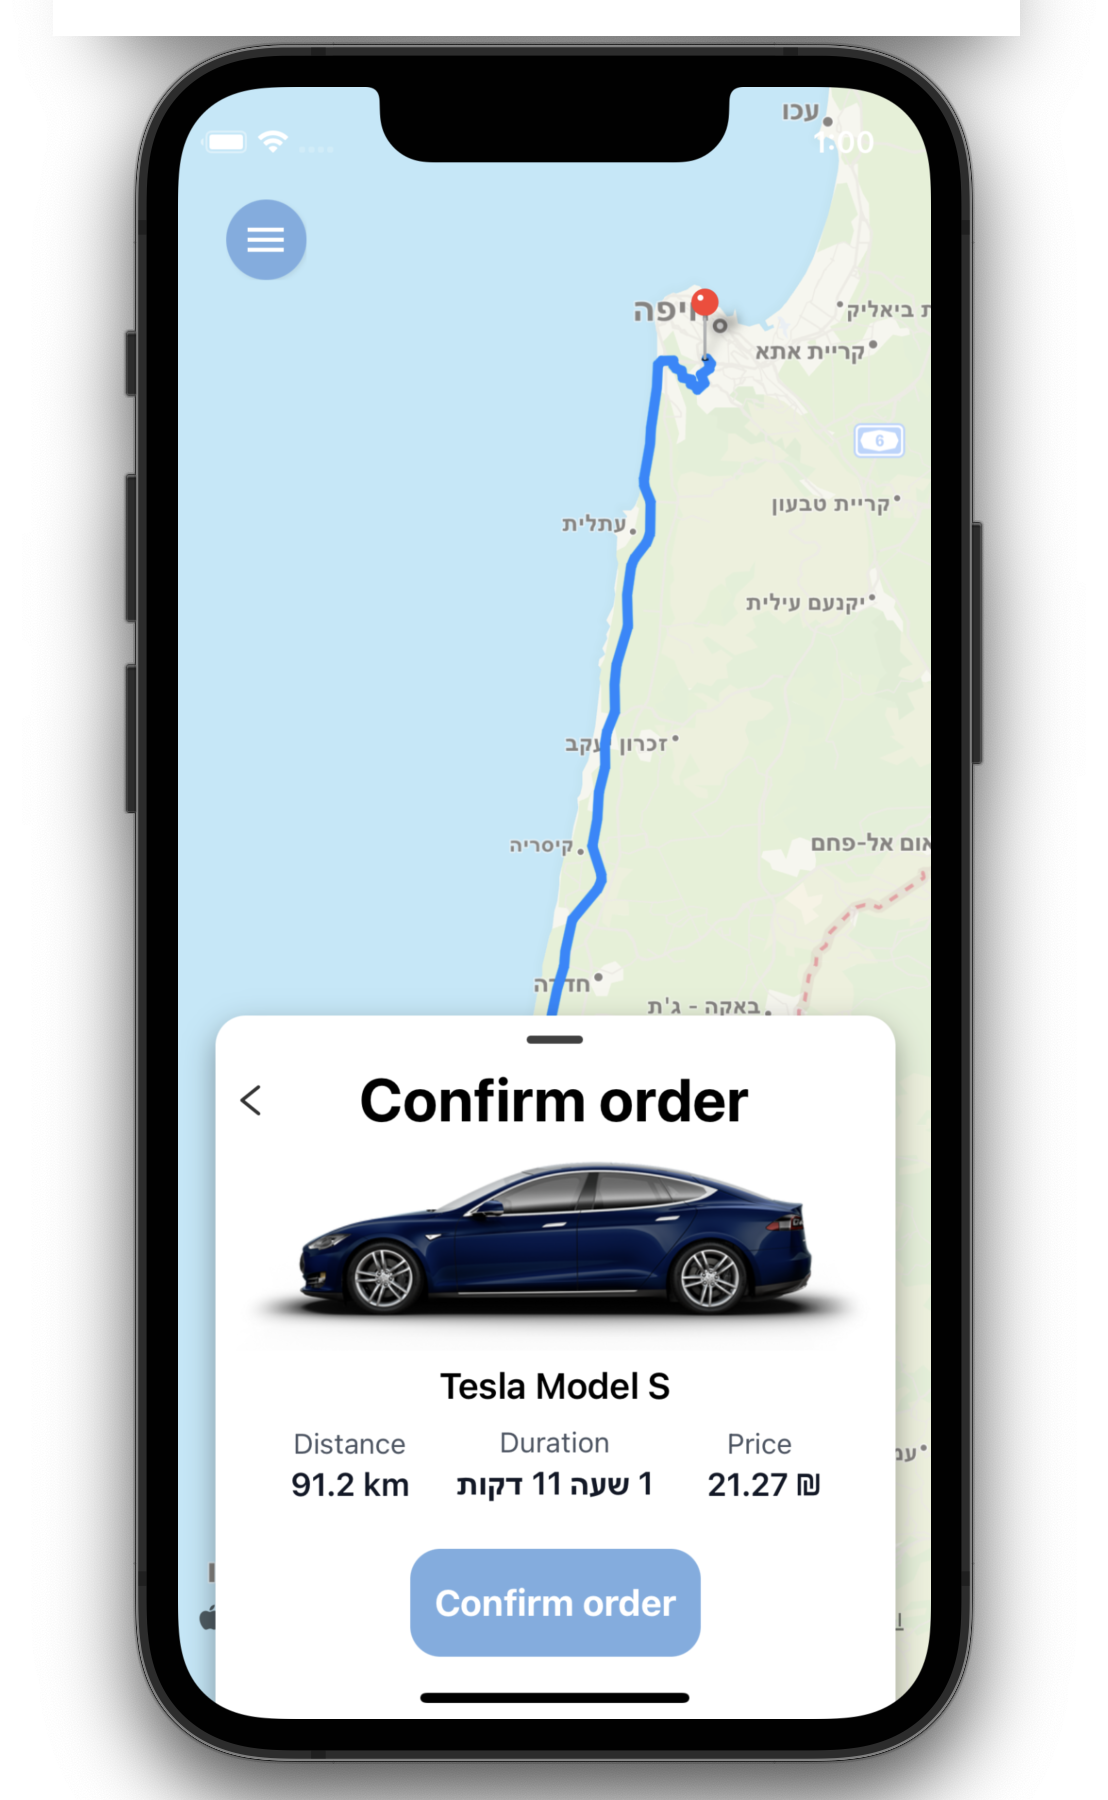 עכו
1:00
חיפה
ת ביאליק
קריית אתא
6
קריית טבעון
עתלית
יקנעם עילית
זכרון יעקב
קיסריה
אום אל-פחם
חדרה
באקה - ג'ת
Confirm order
Tesla Model S
Distance
Duration
Price
91.2 km
1 שעה 11 דקות
21.27 ₪
עמ
Confirm order